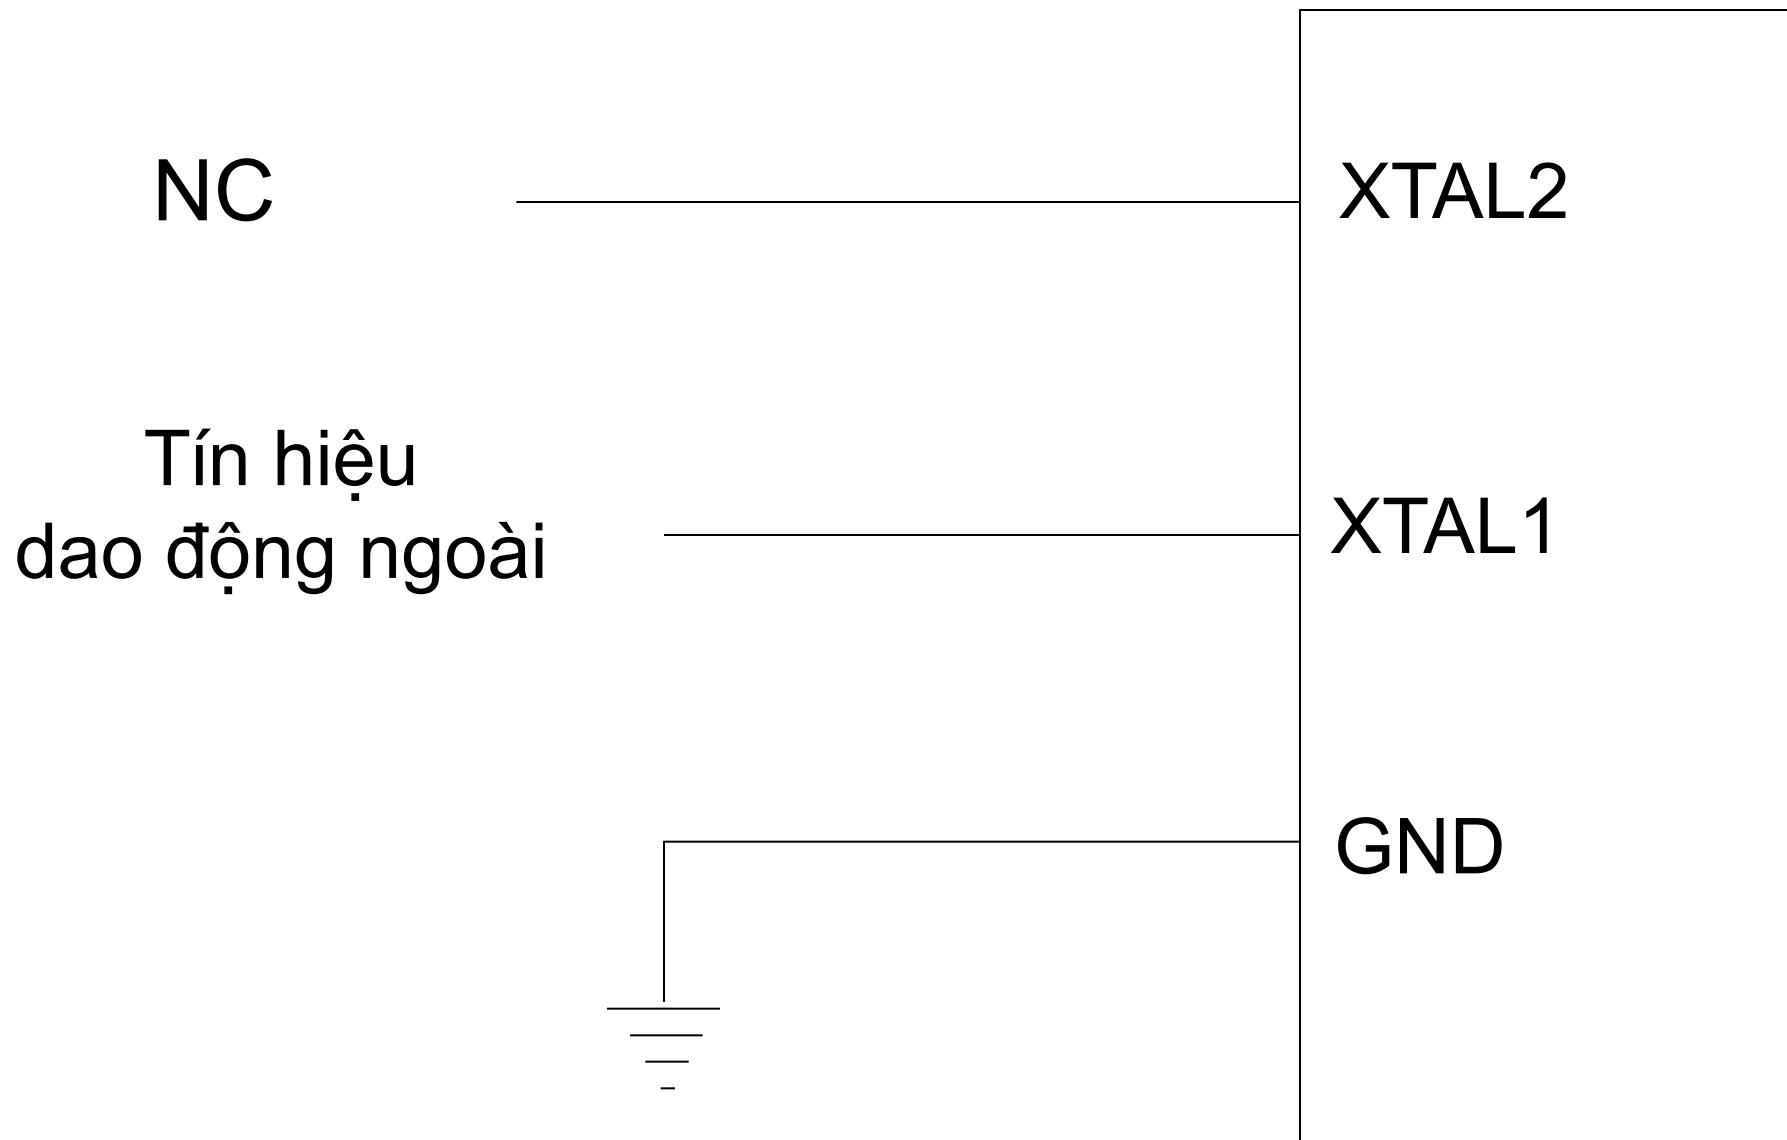 NC
XTAL2
Tín hiệu
dao động ngoài
XTAL1
GND